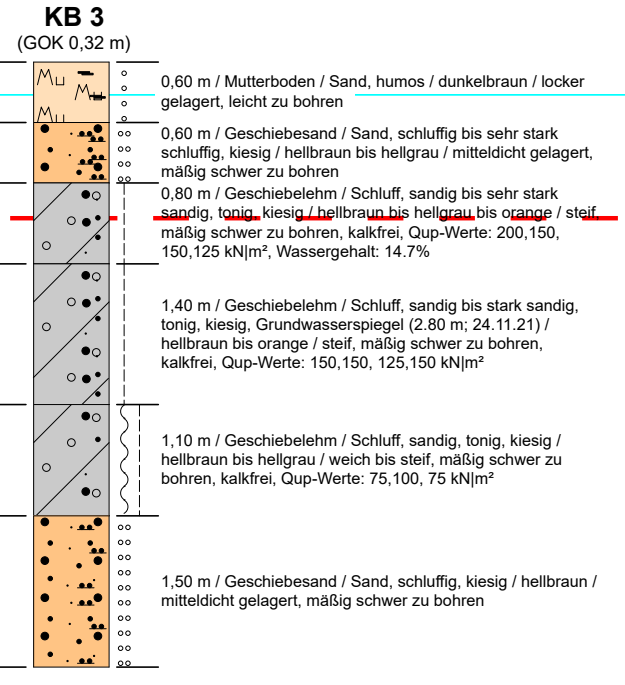 KB 3
(GOK 0,32 m)
0,60 m / Mutterboden / Sand, humos / dunkelbraun / locker
gelagert, leicht zu bohren
0,60 m / Geschiebesand / Sand, schluffig bis sehr stark
schluffig, kiesig / hellbraun bis hellgrau / mitteldicht gelagert,
mäßig schwer zu bohren
0,80 m / Geschiebelehm / Schluff, sandig bis sehr stark
sandig, tonig, kiesig / hellbraun bis hellgrau bis orange / steif,
mäßig schwer zu bohren, kalkfrei, Qup-Werte: 200,150,
150,125 kN|m², Wassergehalt: 14.7%
1,40 m / Geschiebelehm / Schluff, sandig bis stark sandig,
tonig, kiesig, Grundwasserspiegel (2.80 m; 24.11.21) /
hellbraun bis orange / steif, mäßig schwer zu bohren,
kalkfrei, Qup-Werte: 150,150, 125,150 kN|m²
1,10 m / Geschiebelehm / Schluff, sandig, tonig, kiesig /
hellbraun bis hellgrau / weich bis steif, mäßig schwer zu
bohren, kalkfrei, Qup-Werte: 75,100, 75 kN|m²
1,50 m / Geschiebesand / Sand, schluffig, kiesig / hellbraun /
mitteldicht gelagert, mäßig schwer zu bohren